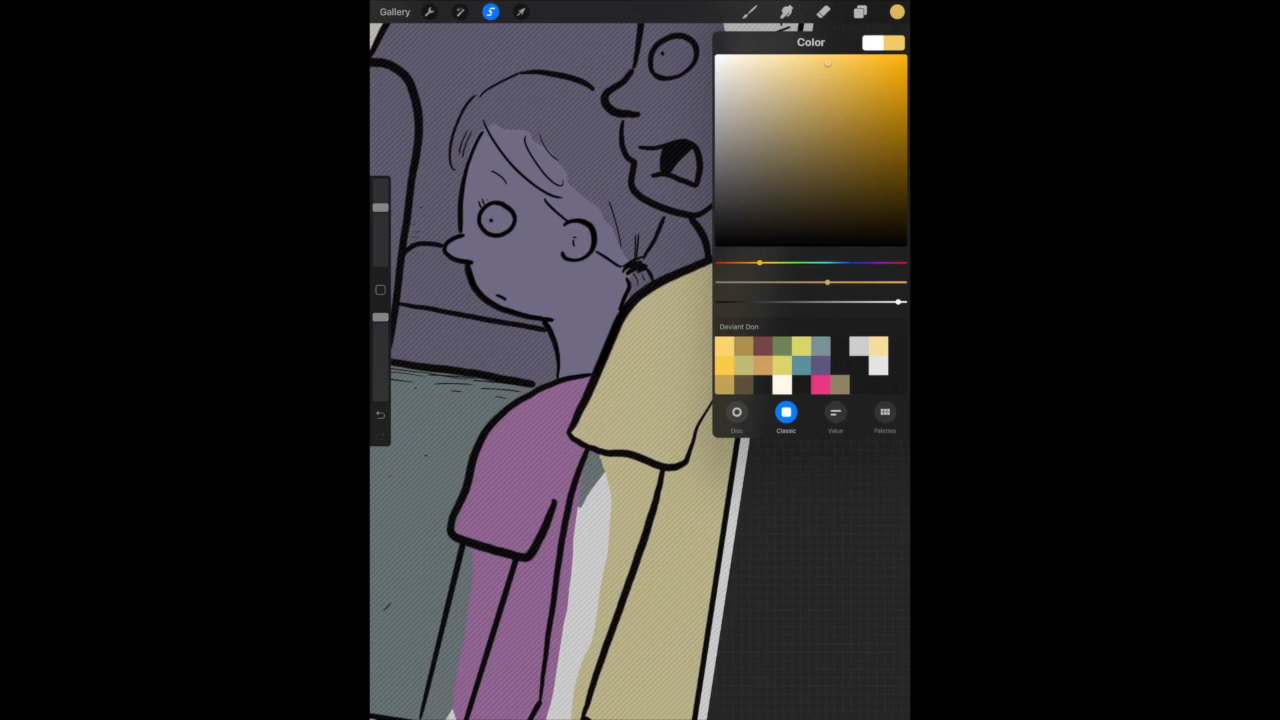 Gallery
Color
Deviant Don
Disc
Classic
Value
Palettes